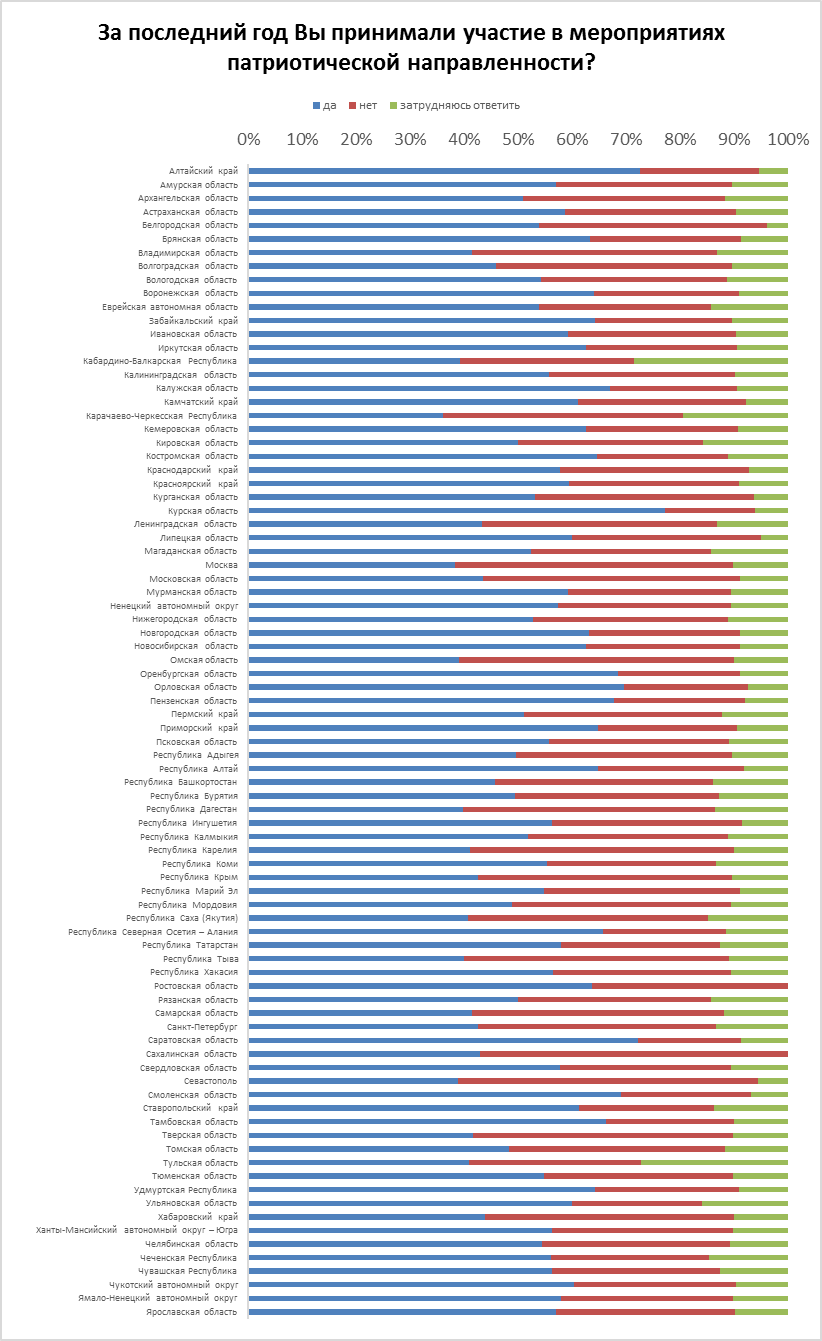 За последний год Вы принимали участие в мероприятиях
патриотической направленности?
да нет затрудняюсь ответить
0% 10% 20% 30% 40% 50% 60% 70% 80% 90% 100%
Алтайский край
Амурская область
Архангельская область
Астраханская область
Белгородская область
Брянская область
Владимирская область
Волгоградская область
Вологодская область
Воронежская область
Еврейская автономная область
Забайкальский край
Ивановская область
Иркутская область
Кабардино-Балкарская Республика
Калининградская область
Калужская область
Камчатский край
Карачаево-Черкесская Республика
Кемеровская область
Кировская область
Костромская область
Краснодарский край
Красноярский край
Курганская область
Курская область
Ленинградская область
Липецкая область
Магаданская область
Москва
Московская область
Мурманская область
Ненецкий автономный округ
Нижегородская область
Новгородская область
Новосибирская область
Омская область
Оренбургская область
Орловская область
Пензенская область
Пермский край
Приморский край
Псковская область
Республика Адыгея
Республика Алтай
Республика Башкортостан
Республика Бурятия
Республика Дагестан
Республика Ингушетия
Республика Калмыкия
Республика Карелия
Республика Коми
Республика Крым
Республика Марий Эл
Республика Мордовия
Республика Саха (Якутия)
Республика Северная Осетия – Алания
Республика Татарстан
Республика Тыва
Республика Хакасия
Ростовская область
Рязанская область
Самарская область
Санкт-Петербург
Саратовская область
Сахалинская область
Свердловская область
Севастополь
Смоленская область
Ставропольский край
Тамбовская область
Тверская область
Томская область
Тульская область
Тюменская область
Удмуртская Республика
Ульяновская область
Хабаровский край
Ханты-Мансийский автономный округ – Югра
Челябинская область
Чеченская Республика
Чувашская Республика
Чукотский автономный округ
Ямало-Ненецкий автономный округ
Ярославская область